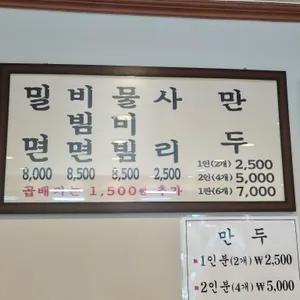 밀면 8,000
비빔면 8,500
물비빔 8,500
사리 2,500
만두
1인(2개) 2,500
2인(4개) 5,000
1판(6개) 7,000
곱배기는 1,500원 추가
만두
1인분(2개)₩2,500
2인분(4개)₩5,000